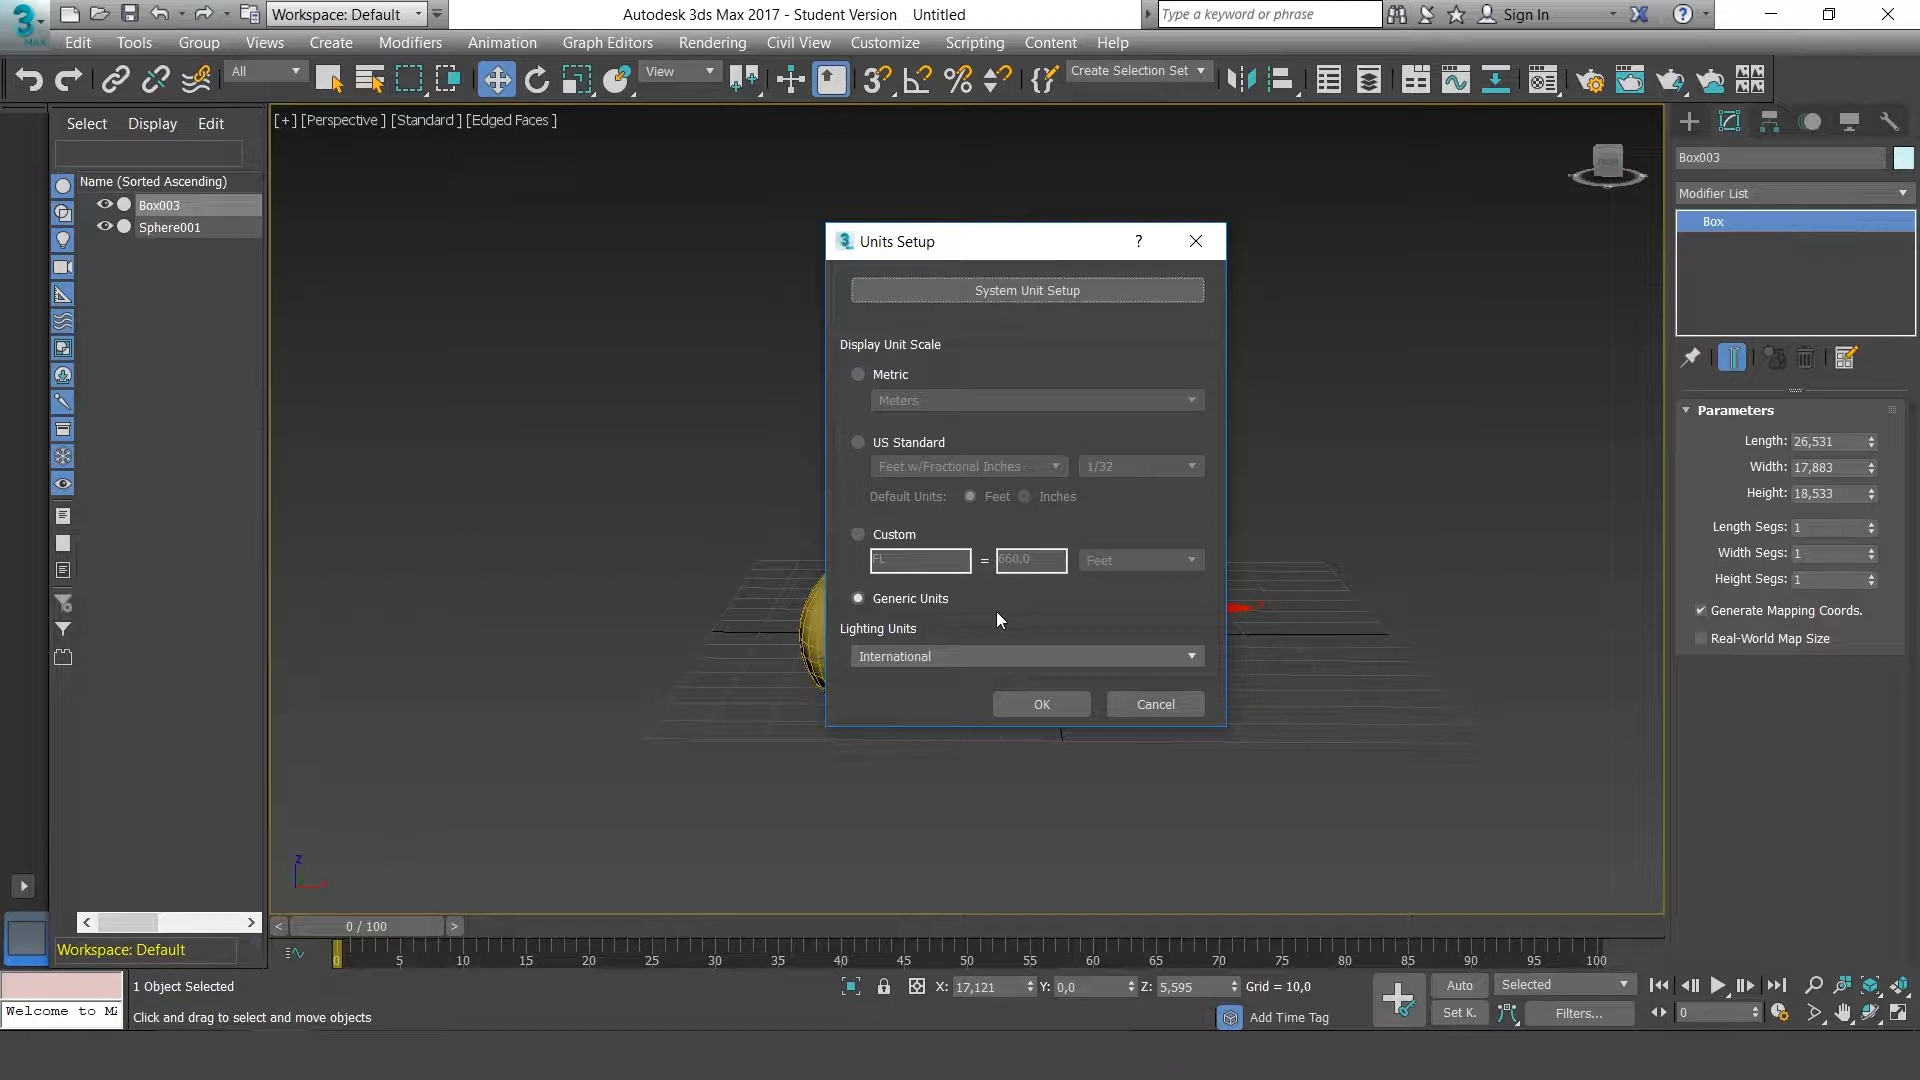 Workspace: Default
Autodesk 3ds Max 2017 - Student Version Untitled
Type a keyword or phrase
Sign In
MAX
Edit Tools Group Views Create Modifiers Animation Graph Editors Rendering Civil View Customize Scripting Content Help
All
View
Create Selection Set
Select Display Edit
Name (Sorted Ascending)
Box003
Sphere001
[+] [Perspective ] [Standard ] [Edged Faces ]
FRONT
Units Setup ?
System Unit Setup
Display Unit Scale
Metric
Meters
US Standard
Feet w/Fractional Inches 1/32
Default Units: Feet Inches
Custom
FL = 660,0 Feet
Generic Units
Lighting Units
International
OK Cancel
Box003
Modifier List
Box
Parameters
Length: 26,531
Width: 17,883
Height: 18,533
Length Segs: 1
Width Segs: 1
Height Segs: 1
Generate Mapping Coords.
Real-World Map Size
z
< 0 / 100 >
Workspace: Default
0 5 10 15 20 25 30 35 40 45 50 55 60 65 70 75 80 85 90 95 100
1 Object Selected
X: 17,121 Y: 0,0 Z: 5,595 Grid = 10,0
Auto Selected
Welcome to MA
Click and drag to select and move objects
Add Time Tag
Set K. Filters... 0